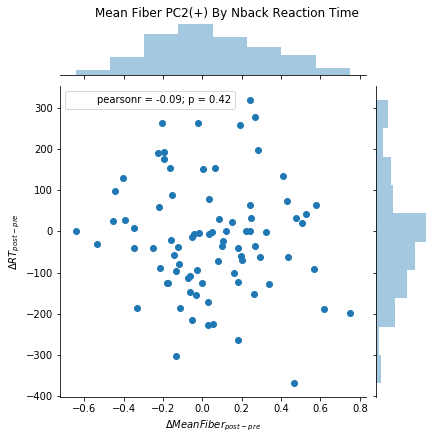 Mean Fiber PC2(+) By Nback Reaction Time
pearsonr = -0.09; p = 0.42
300
200
100
0
−100
−200
−300
−400
ΔRT_{post−pre}
−0.6 −0.4 −0.2 0.0 0.2 0.4 0.6 0.8
ΔMeanFiber_{post−pre}